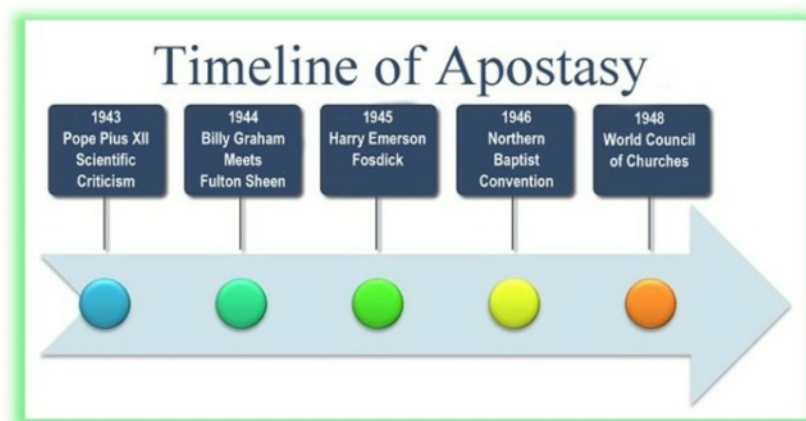 Timeline of Apostasy
1943
Pope Pius XII
Scientific
Criticism
1944
Billy Graham
Meets
Fulton Sheen
1945
Harry Emerson
Fosdick
1946
Northern
Baptist
Convention
1948
World Council
of Churches